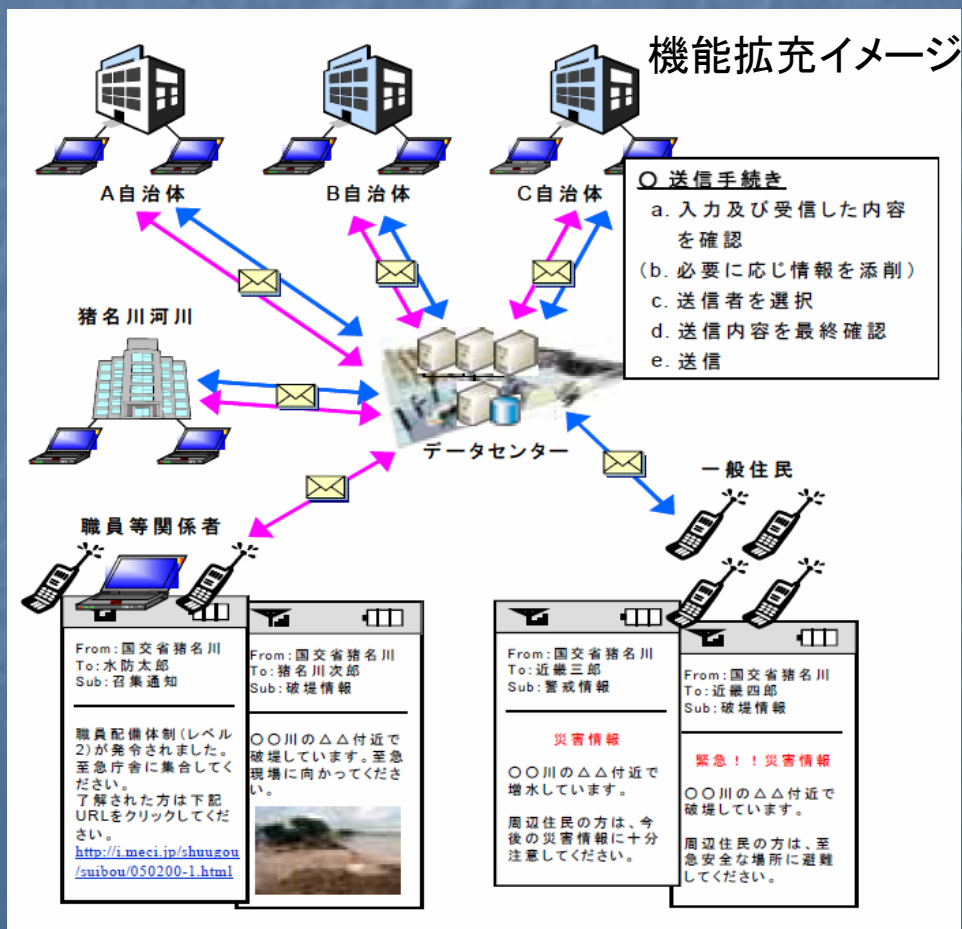 機能拡充イメージ
A自治体
B自治体
C自治体
○ 送信手続き
a. 入力及び受信した内容
を確認
(b. 必要に応じ情報を添削)
c. 送信者を選択
d. 送信内容を最終確認
e. 送信
猪名川河川
データセンター
一般住民
職員等関係者
From:国交省猪名川
To:水防太郎
Sub:召集通知
職員配備体制(レベル
2)が発令されました。
至急庁舎に集合してく
ださい。
了解された方は下記
URLをクリックしてくだ
さい。
http://i.meci.jp/shuugou
/suibou/050200-1.html
From:国交省猪名川
To:猪名川次郎
Sub:破堤情報
○○川の△△付近で
破堤しています。至急
現場に向かってくださ
い。
From:国交省猪名川
To:近畿三郎
Sub:警戒情報
災害情報
○○川の△△付近で
増水しています。
周辺住民の方は、今
後の災害情報に十分
注意してください。
From:国交省猪名川
To:近畿四郎
Sub:破堤情報
緊急！！災害情報
○○川の△△付近で
破堤しています。
周辺住民の方は、至
急安全な場所に避難
してください。